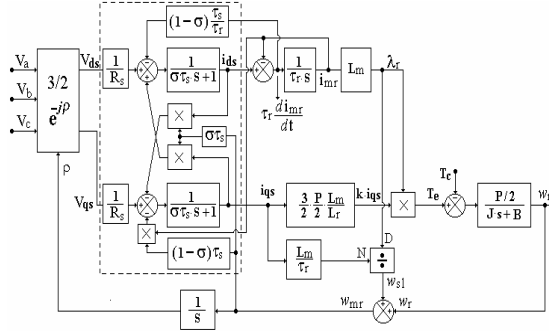 (1-σ) τs/τr
Va
Vb
Vc
3/2
e^-jρ
ρ
Vds
1/Rs
1/(στs·s+1)
ids
1/(τr·s)
imr
Lm
λr
τr dimr/dt
×
στs
×
Vqs
1/Rs
1/(στs·s+1)
iqs
3/2 · P/2 · Lm/Lr
k·iqs
×
Te
Tc
P/2
J·s+B
×
(1-σ)τs
Lm/τr
N
D
÷
wsl
1/s
wmr
wr